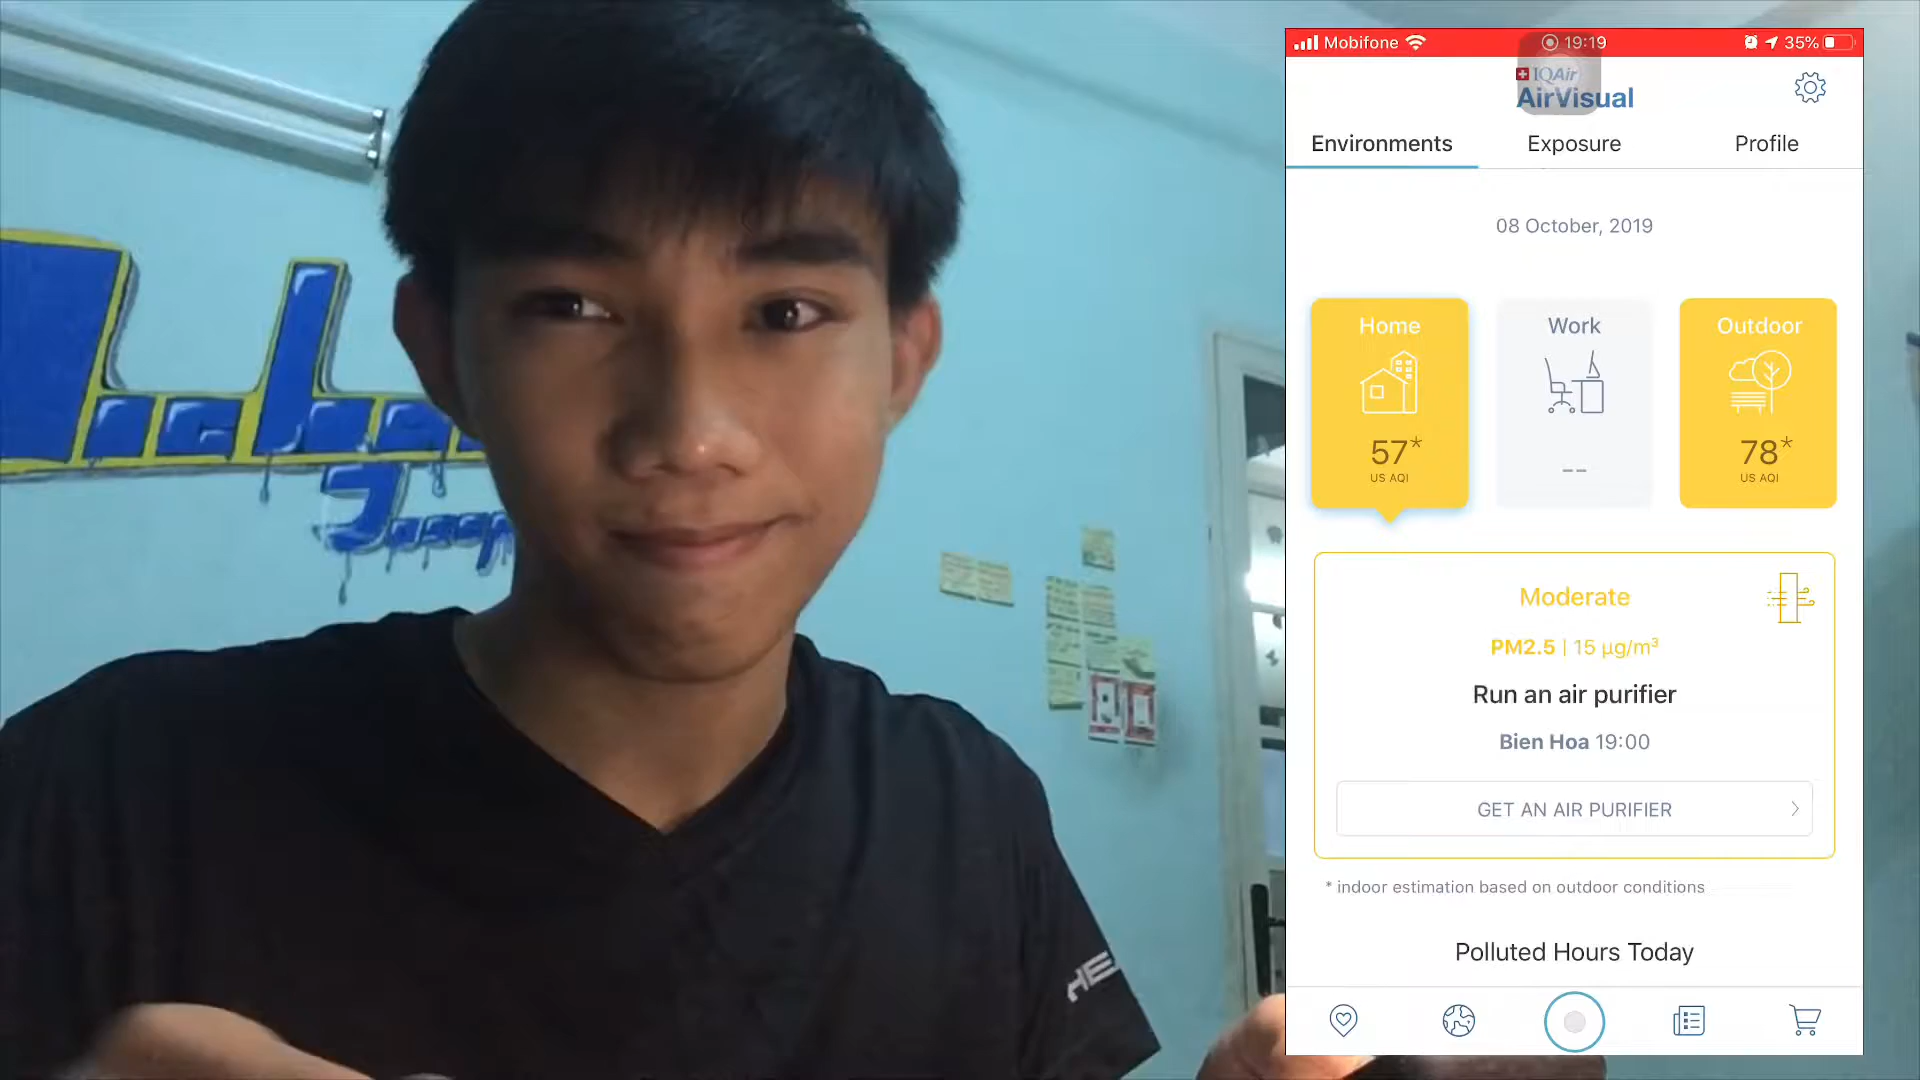 Mobifone
19:19
35%
IQAir
AirVisual
Environments
Exposure
Profile
08 October, 2019
Home
57*
US AQI
Work
--
Outdoor
78*
US AQI
Moderate
PM2.5 | 15 µg/m³
Run an air purifier
Bien Hoa 19:00
GET AN AIR PURIFIER
* indoor estimation based on outdoor conditions
Polluted Hours Today